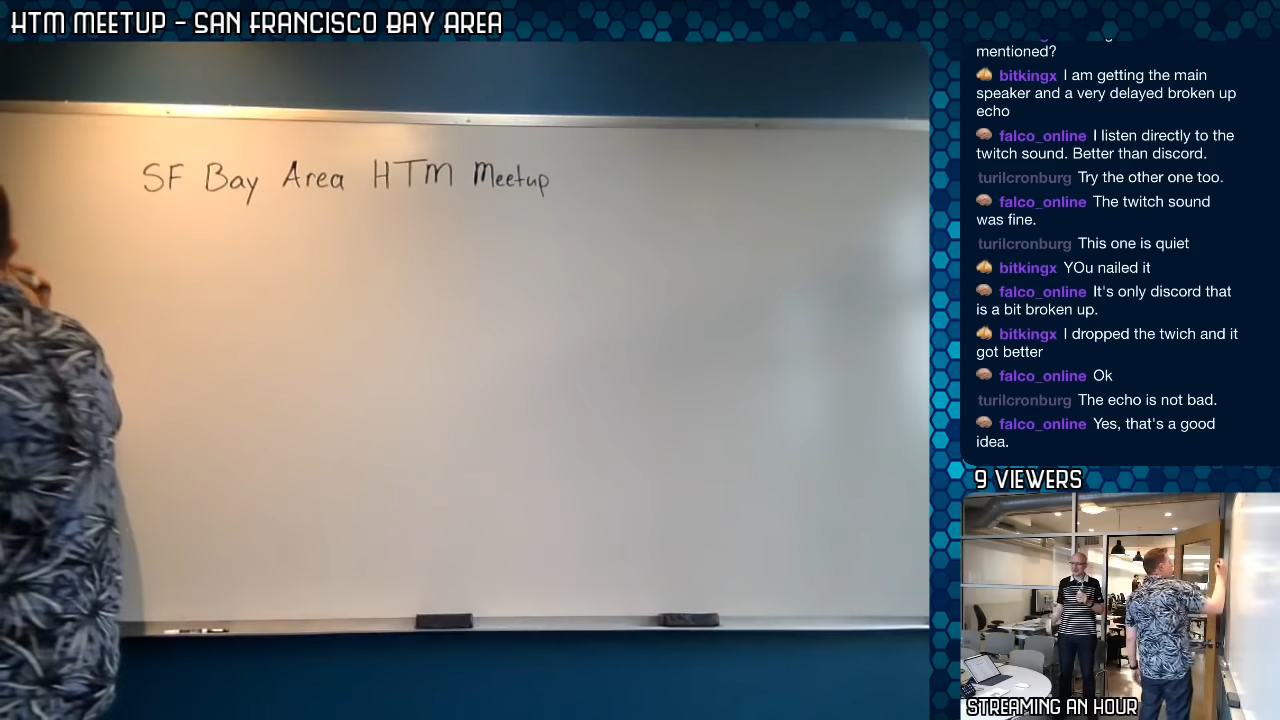 HTM MEETUP - SAN FRANCISCO BAY AREA
SF Bay Area HTM Meetup
mentioned?
bitkingx I am getting the main
speaker and a very delayed broken up
echo
falco_online I listen directly to the
twitch sound. Better than discord.
turilcronburg Try the other one too.
falco_online The twitch sound
was fine.
turilcronburg This one is quiet
bitkingx YOu nailed it
falco_online It's only discord that
is a bit broken up.
bitkingx I dropped the twich and it
got better
falco_online Ok
turilcronburg The echo is not bad.
falco_online Yes, that's a good
idea.
9 VIEWERS
STREAMING AN HOUR